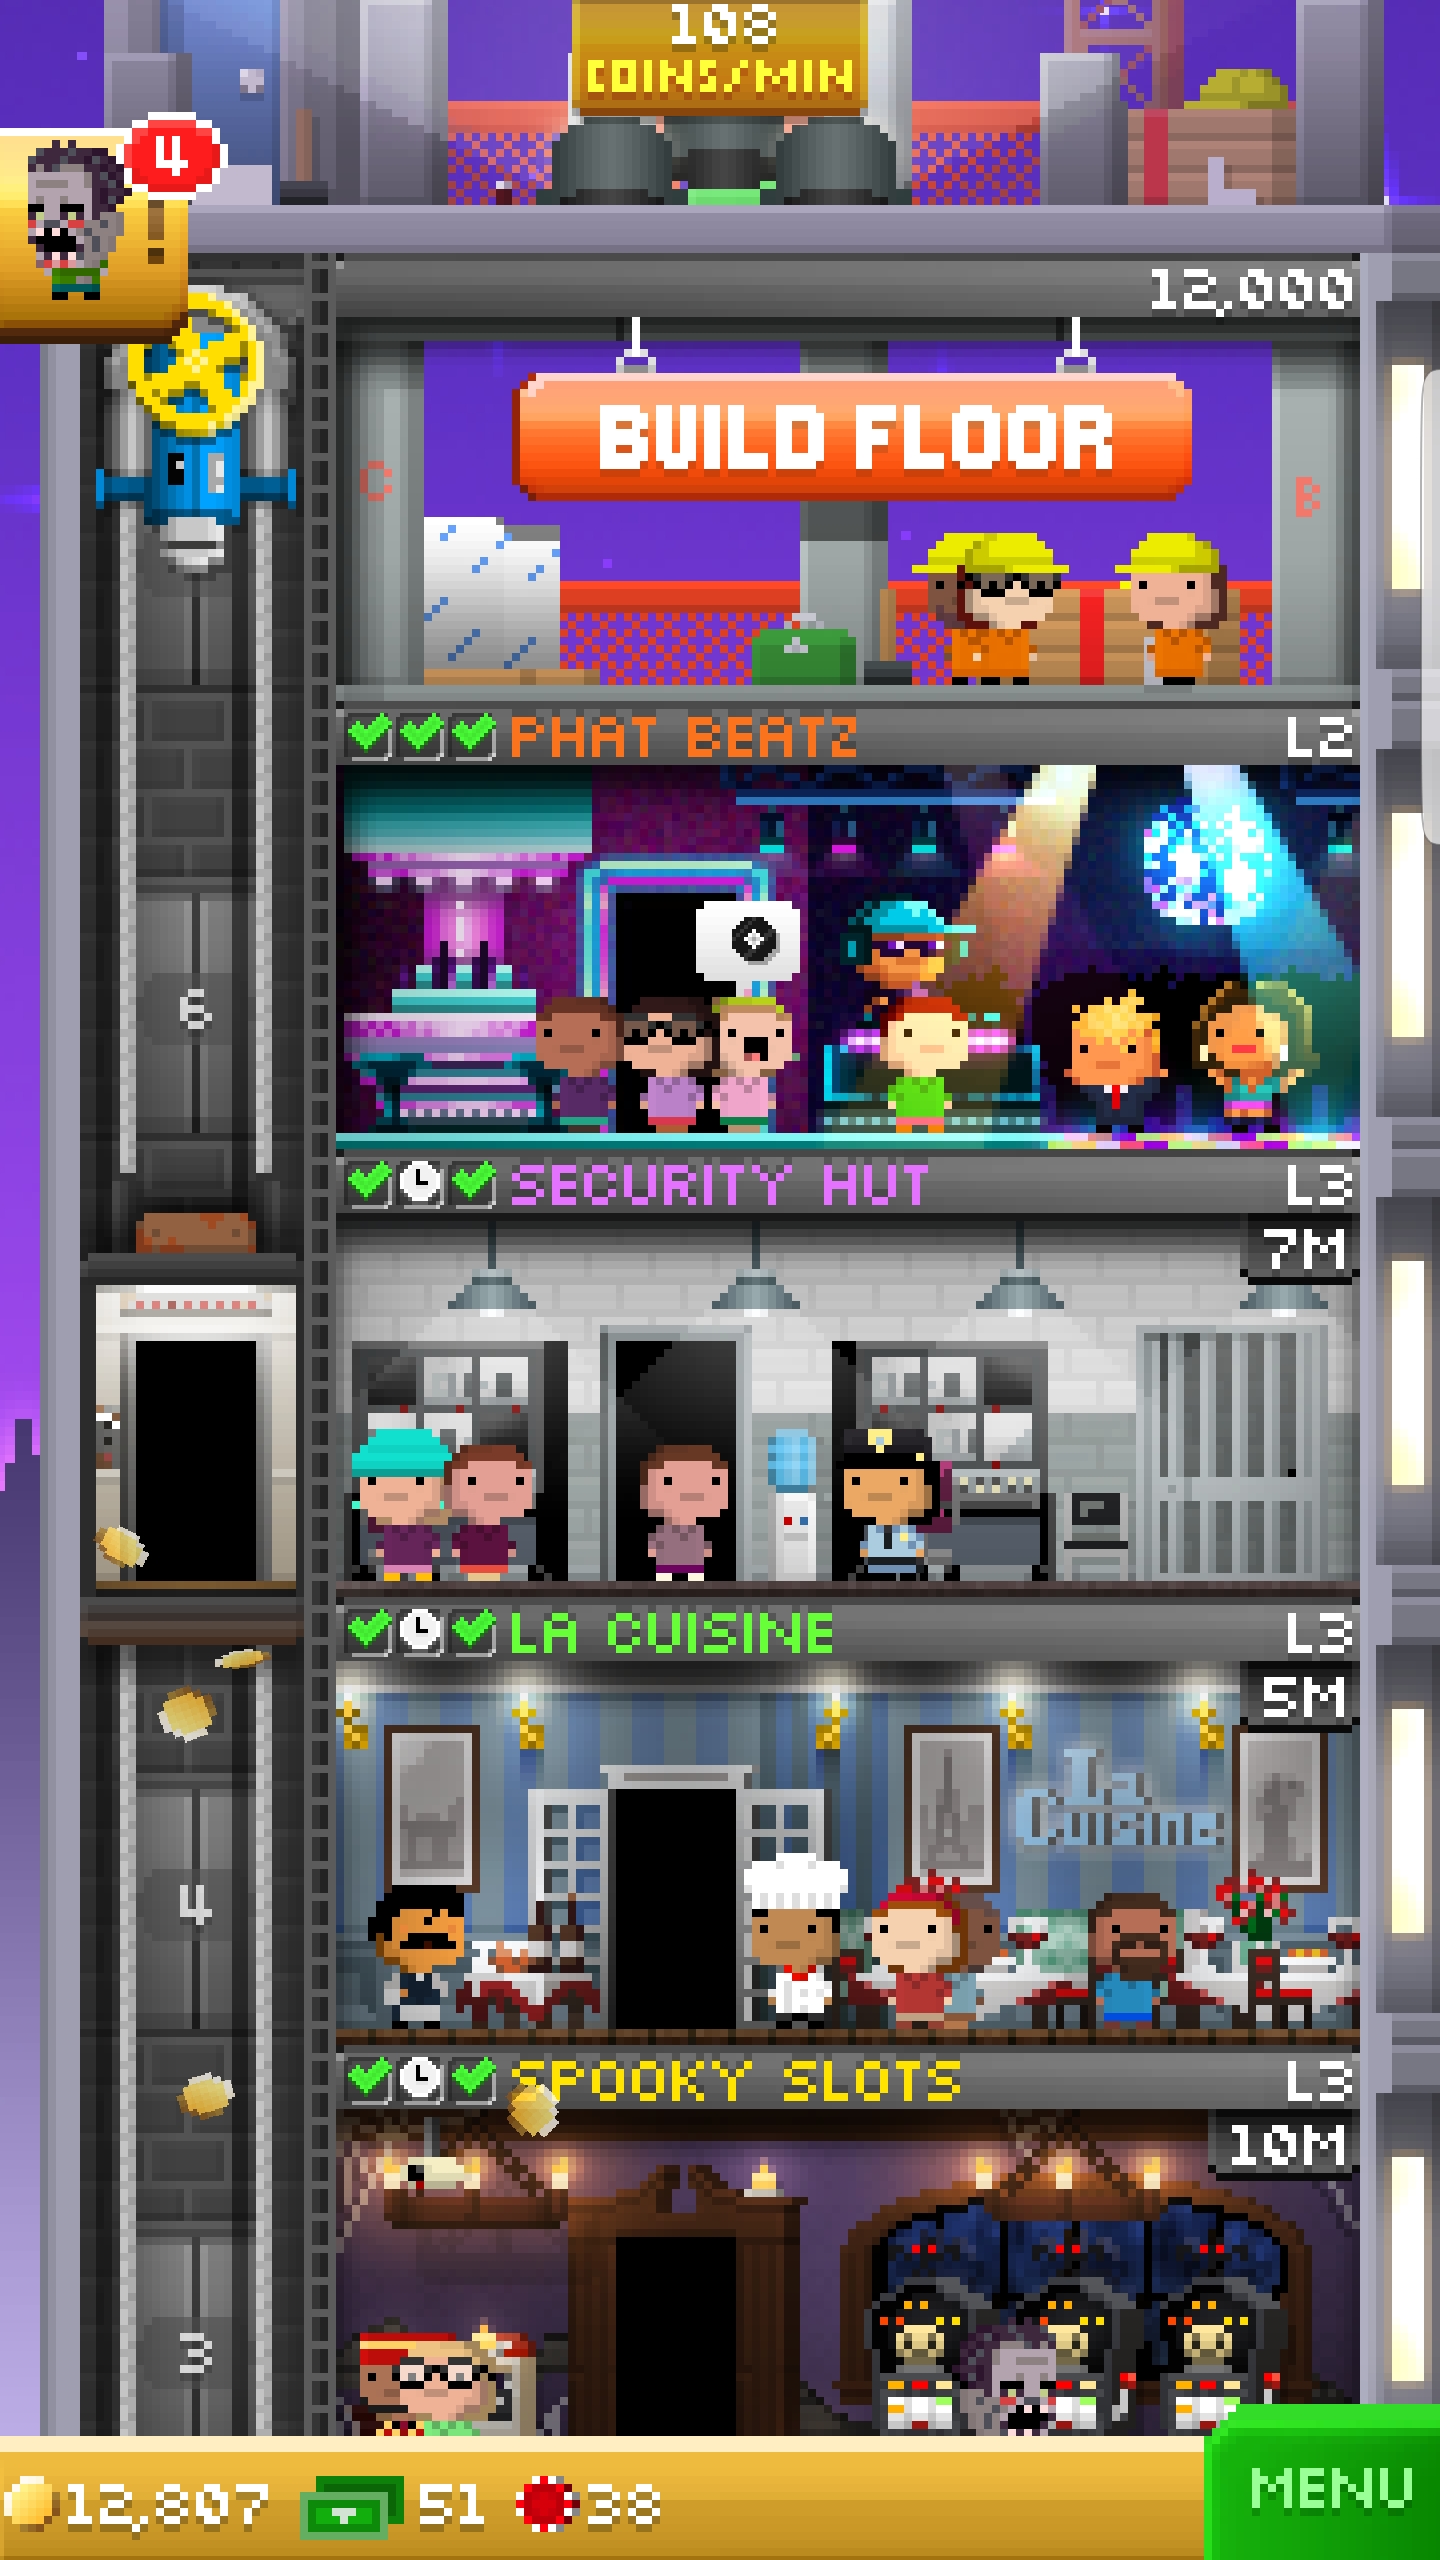 108
COINS/MIN
4
!
12,000
BUILD FLOOR
C
B
PHAT BEATZ
L2
6
SECURITY HUT
L3
7M
LA CUISINE
L3
5M
La
Cuisine
4
SPOOKY SLOTS
L3
10M
3
12,807
51
38
MENU